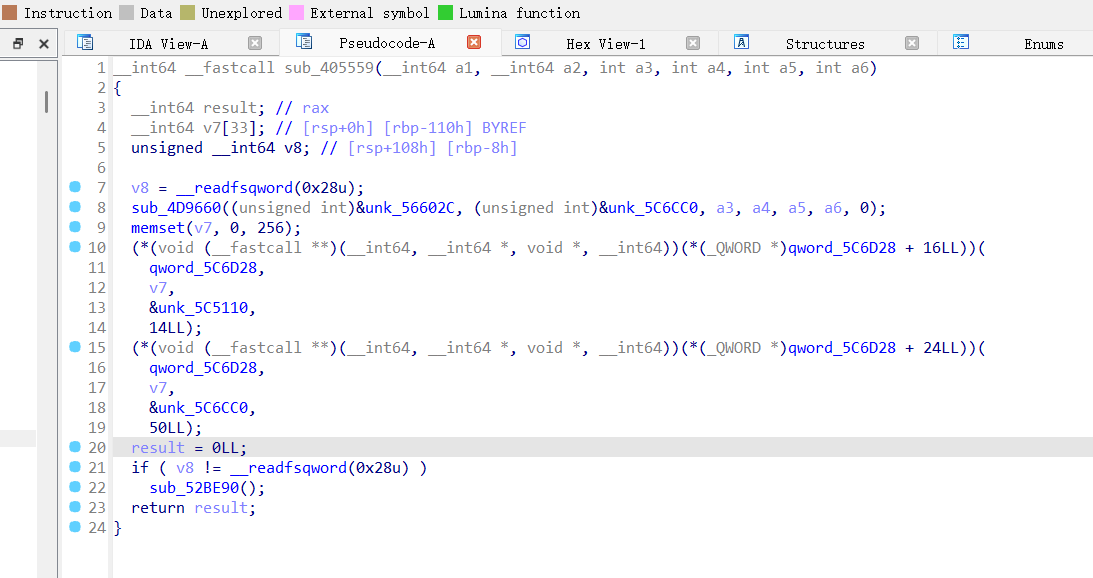 Instruction Data Unexplored External symbol Lumina function
IDA View-A Pseudocode-A Hex View-1 Structures Enums
1 __int64 __fastcall sub_405559(__int64 a1, __int64 a2, int a3, int a4, int a5, int a6)
2 {
3 __int64 result; // rax
4 __int64 v7[33]; // [rsp+0h] [rbp-110h] BYREF
5 unsigned __int64 v8; // [rsp+108h] [rbp-8h]
6
7 v8 = __readfsqword(0x28u);
8 sub_4D9660((unsigned int)&unk_56602C, (unsigned int)&unk_5C6CC0, a3, a4, a5, a6, 0);
9 memset(v7, 0, 256);
10 (*(void (__fastcall **)(__int64, __int64 *, void *, __int64))(*(_QWORD *)qword_5C6D28 + 16LL))(
11 qword_5C6D28,
12 v7,
13 &unk_5C5110,
14 14LL);
15 (*(void (__fastcall **)(__int64, __int64 *, void *, __int64))(*(_QWORD *)qword_5C6D28 + 24LL))(
16 qword_5C6D28,
17 v7,
18 &unk_5C6CC0,
19 50LL);
20 result = 0LL;
21 if ( v8 != __readfsqword(0x28u) )
22 sub_52BE90();
23 return result;
24 }